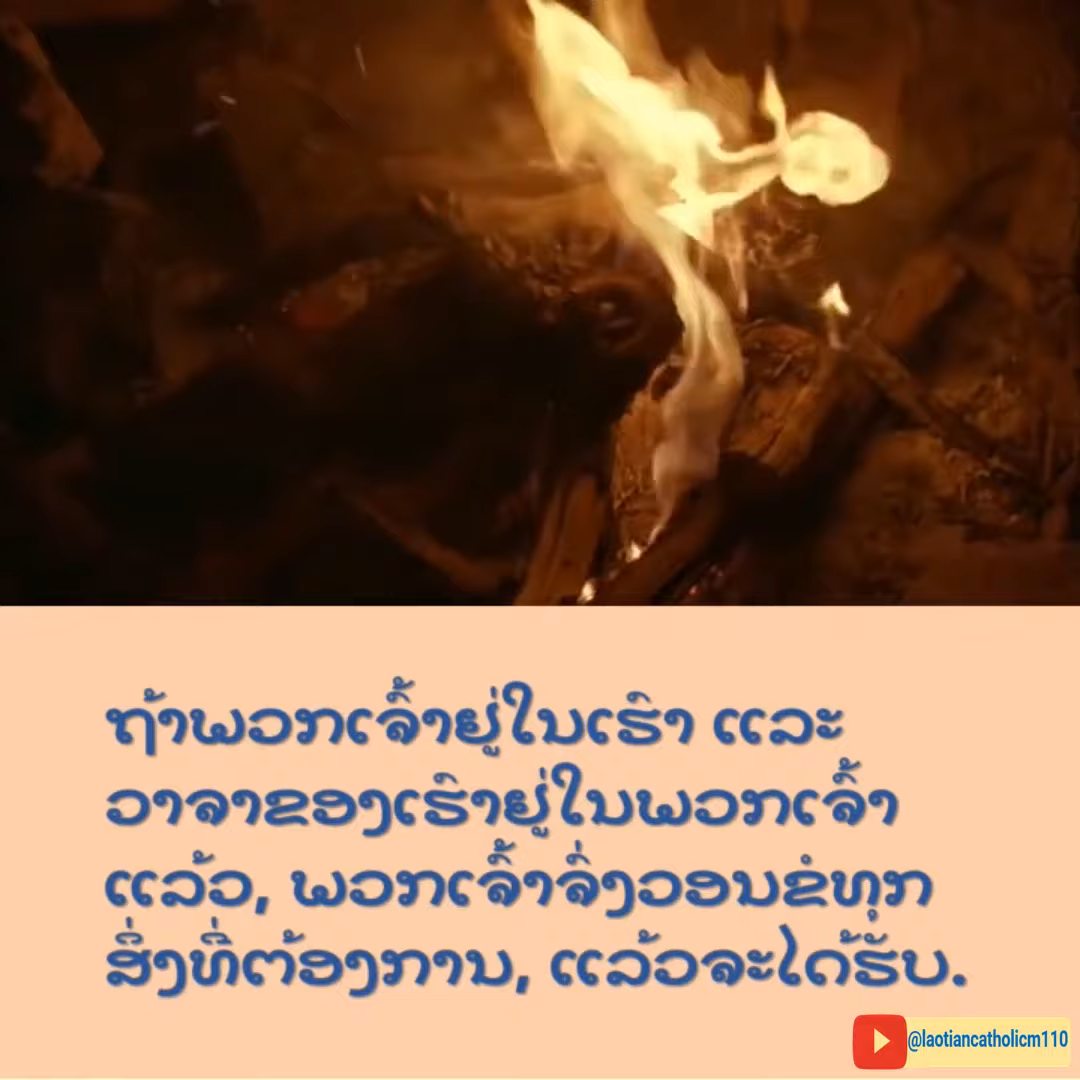 ຖ້າພວກເຈົ້າຢູ່ໃນເຮົາ ແລະ
ວາຈາຂອງເຮົາຢູ່ໃນພວກເຈົ້າ
ແລ້ວ, ພວກເຈົ້າຈົ່ງວອນຂໍທຸກ
ສິ່ງທີ່ຕ້ອງການ, ແລ້ວຈະໄດ້ຮັບ.
@laotiancatholicm110